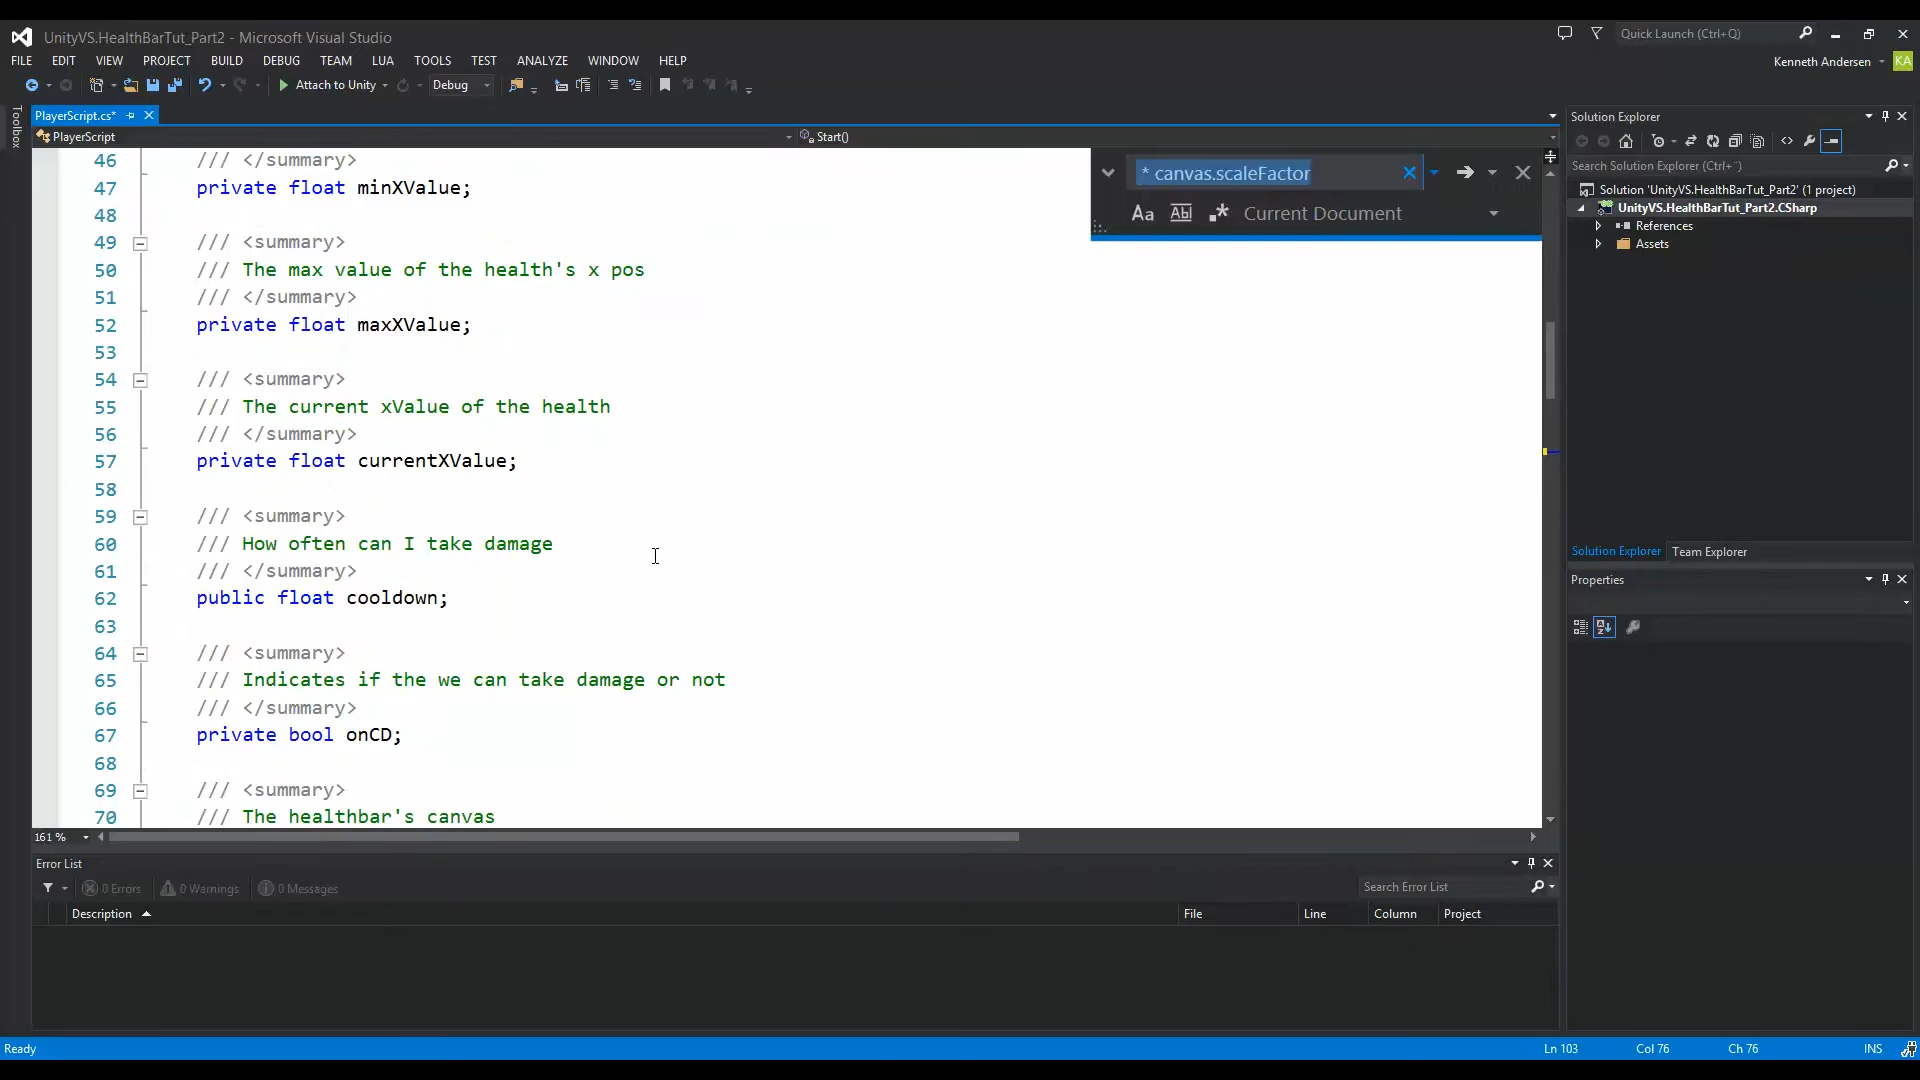 UnityVS.HealthBarTut_Part2 - Microsoft Visual Studio
Quick Launch (Ctrl+Q)
FILE EDIT VIEW PROJECT BUILD DEBUG TEAM LUA TOOLS TEST ANALYZE WINDOW HELP
Kenneth Andersen KA
Attach to Unity Debug
Toolbox
PlayerScript.cs*
PlayerScript Start()
46 /// </summary>
47 private float minXValue;
48
49 /// <summary>
50 /// The max value of the health's x pos
51 /// </summary>
52 private float maxXValue;
53
54 /// <summary>
55 /// The current xValue of the health
56 /// </summary>
57 private float currentXValue;
58
59 /// <summary>
60 /// How often can I take damage
61 /// </summary>
62 public float cooldown;
63
64 /// <summary>
65 /// Indicates if the we can take damage or not
66 /// </summary>
67 private bool onCD;
68
69 /// <summary>
70 /// The healthbar's canvas
* canvas.scaleFactor
Aa Abl .* Current Document
161 %
Solution Explorer
Search Solution Explorer (Ctrl+¨)
Solution 'UnityVS.HealthBarTut_Part2' (1 project)
UnityVS.HealthBarTut_Part2.CSharp
References
Assets
Solution Explorer Team Explorer
Properties
Error List
0 Errors 0 Warnings 0 Messages
Search Error List
Description File Line Column Project
Ready Ln 103 Col 76 Ch 76 INS